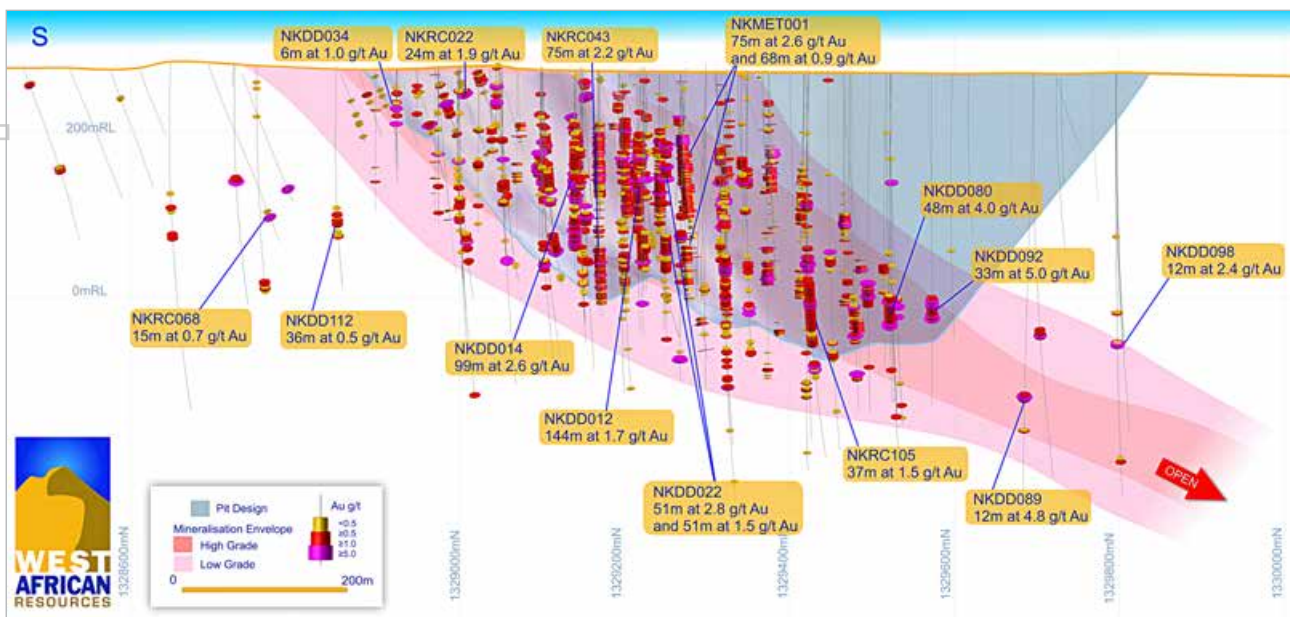 S
NKDD034
6m at 1.0 g/t Au
NKRC022
24m at 1.9 g/t Au
NKRC043
75m at 2.2 g/t Au
NKMET001
75m at 2.6 g/t Au
and 68m at 0.9 g/t Au
200mRL
NKDD080
48m at 4.0 g/t Au
NKDD092
33m at 5.0 g/t Au
NKDD098
12m at 2.4 g/t Au
0mRL
NKRC068
15m at 0.7 g/t Au
NKDD112
36m at 0.5 g/t Au
NKDD014
99m at 2.6 g/t Au
NKDD012
144m at 1.7 g/t Au
NKRC105
37m at 1.5 g/t Au
NKDD022
51m at 2.8 g/t Au
and 51m at 1.5 g/t Au
NKDD089
12m at 4.8 g/t Au
OPEN
WEST
AFRICAN
RESOURCES
Pit Design
Mineralisation Envelope
High Grade
Low Grade
Au g/t
<0.5
≥0.5
≥1.0
≥5.0
0
200m
1328600mN
1329000mN
1329200mN
1329400mN
1329600mN
1329800mN
1330000mN